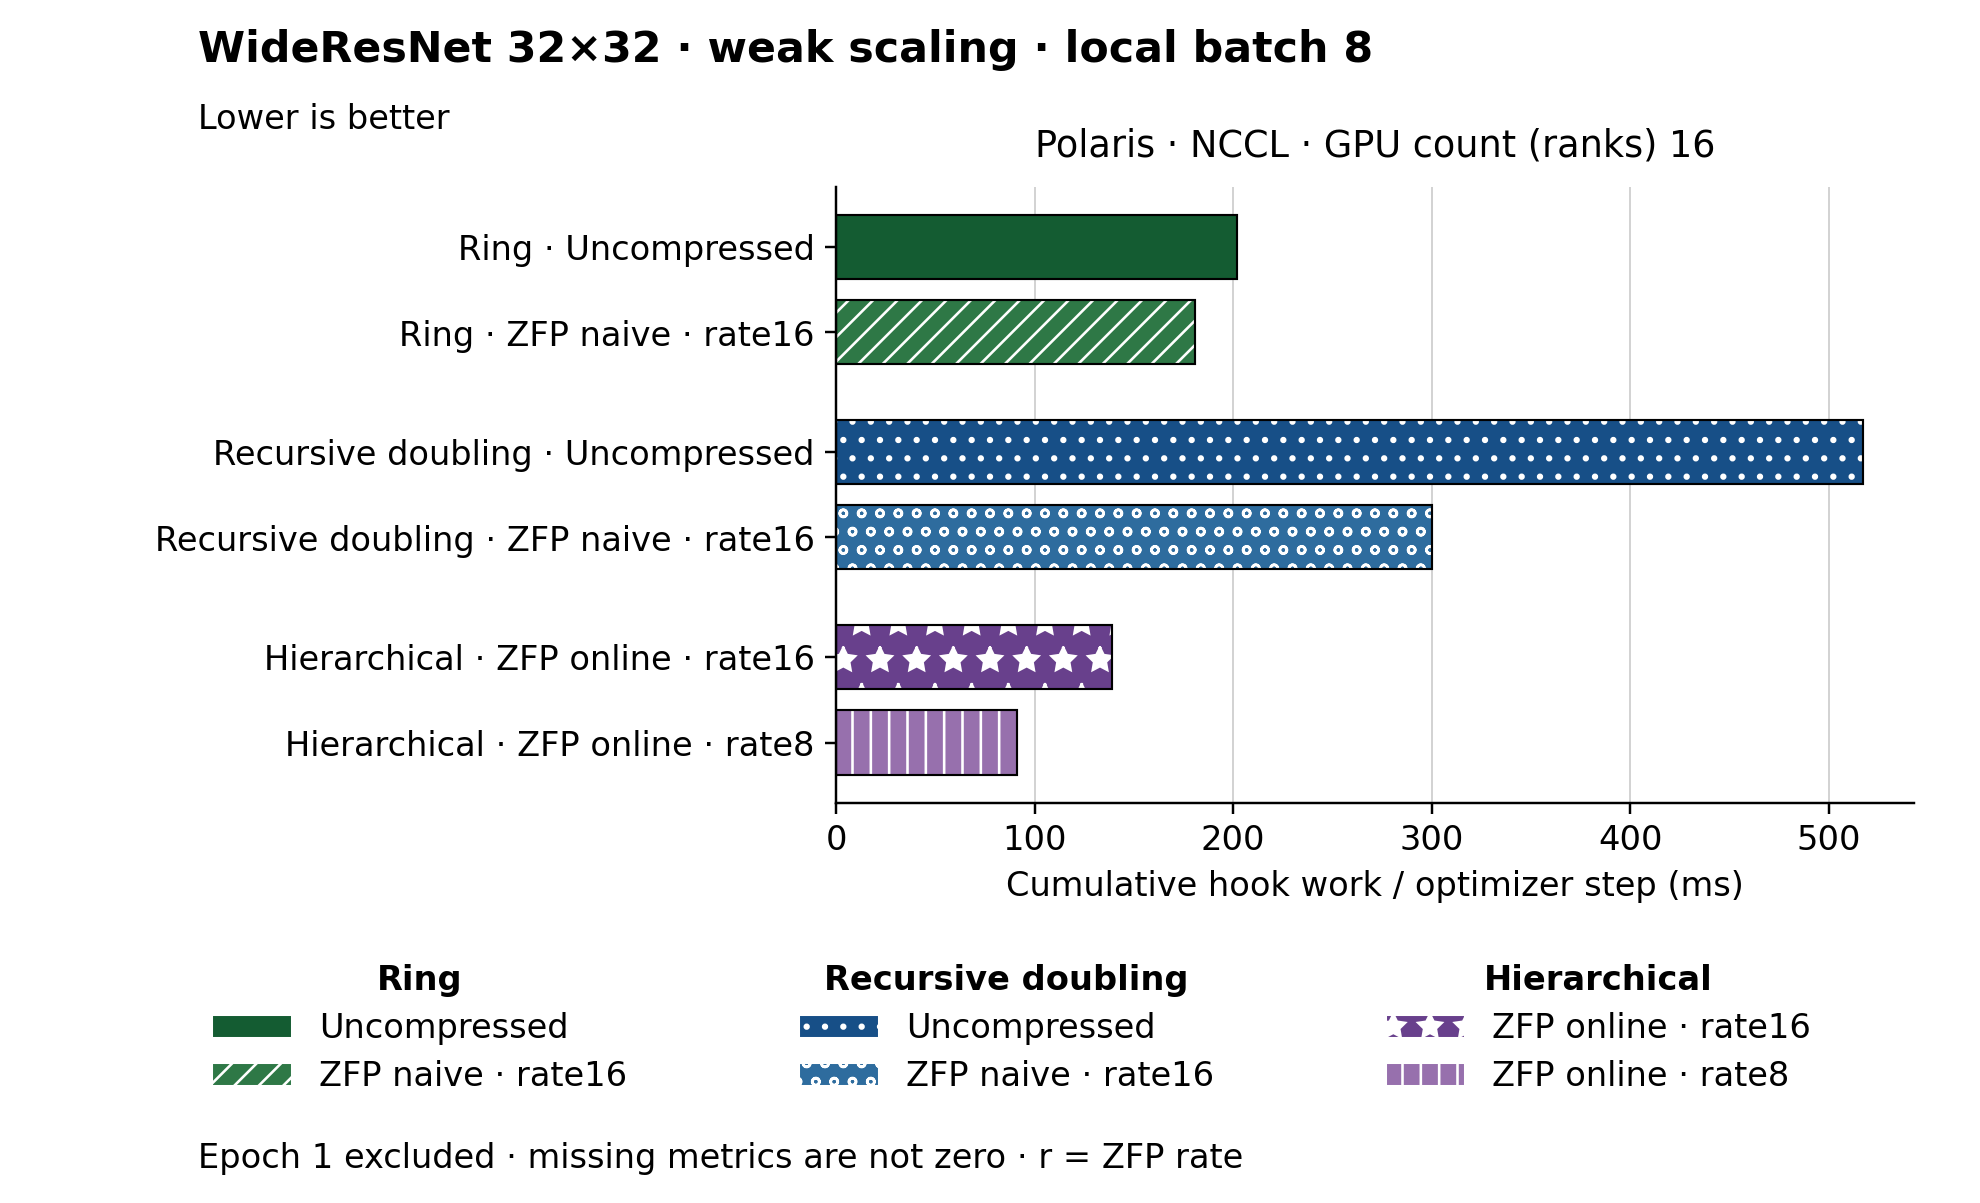 WideResNet 32×32 · weak scaling · local batch 8
Lower is better
Polaris · NCCL · GPU count (ranks) 16
Ring · Uncompressed
Ring · ZFP naive · rate16
Recursive doubling · Uncompressed
Recursive doubling · ZFP naive · rate16
Hierarchical · ZFP online · rate16
Hierarchical · ZFP online · rate8
0 100 200 300 400 500
Cumulative hook work / optimizer step (ms)
Ring Recursive doubling Hierarchical
Uncompressed Uncompressed ZFP online · rate16
ZFP naive · rate16 ZFP naive · rate16 ZFP online · rate8
Epoch 1 excluded · missing metrics are not zero · r = ZFP rate